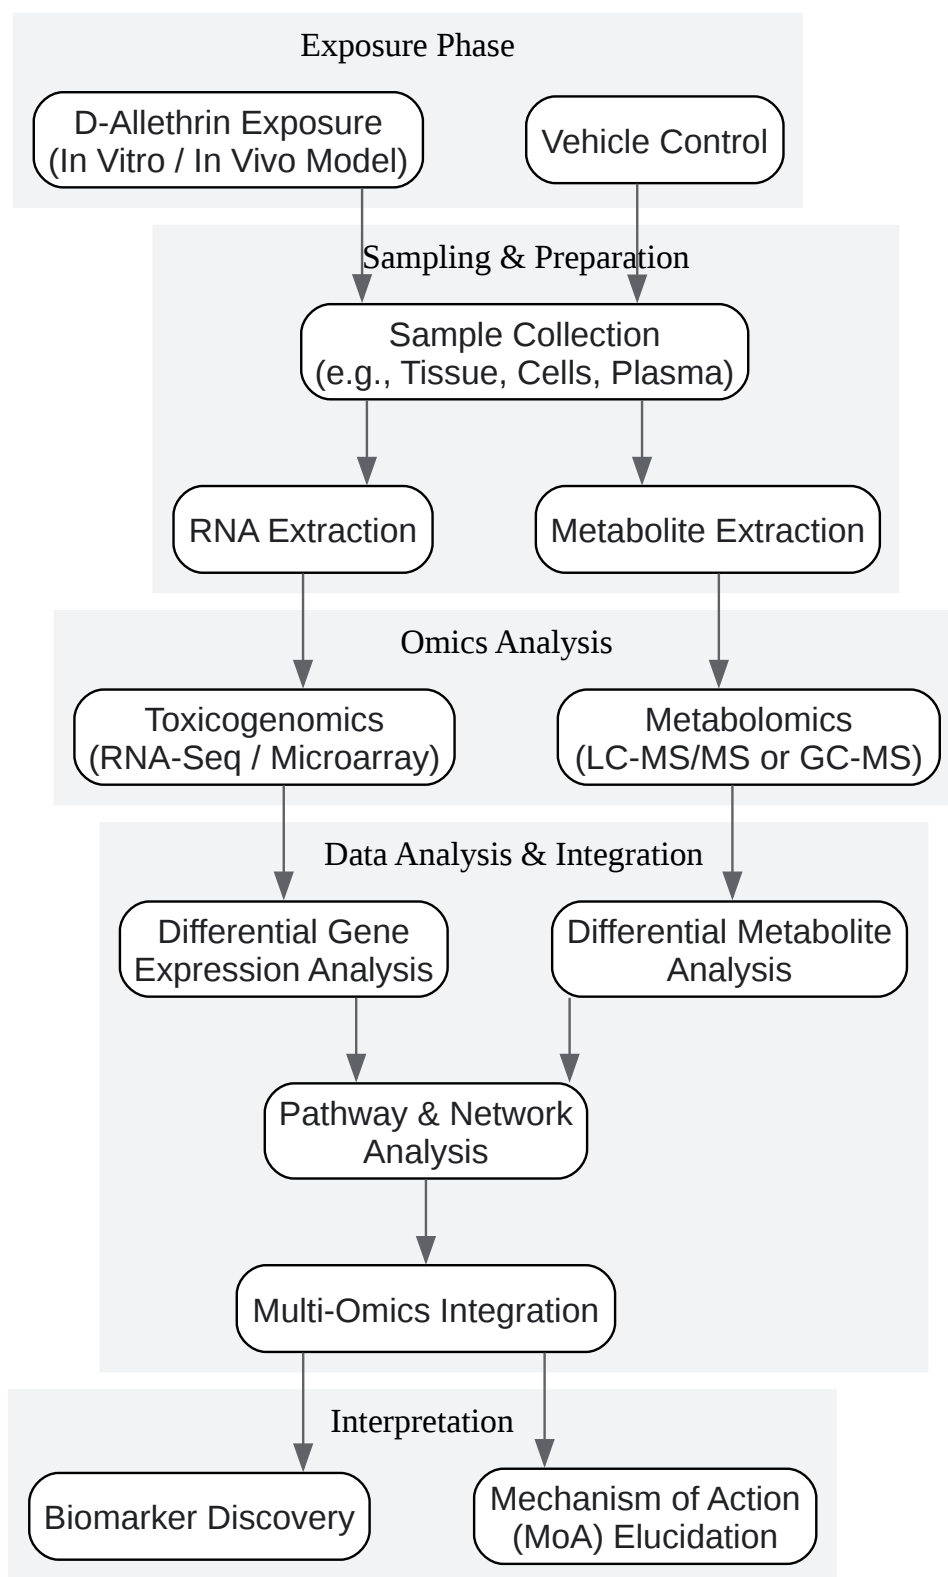 Exposure Phase
D-Allethrin Exposure
(In Vitro / In Vivo Model)
Vehicle Control
Sampling & Preparation
Sample Collection
(e.g., Tissue, Cells, Plasma)
RNA Extraction
Metabolite Extraction
Omics Analysis
Toxicogenomics
(RNA-Seq / Microarray)
Metabolomics
(LC-MS/MS or GC-MS)
Data Analysis & Integration
Differential Gene
Expression Analysis
Differential Metabolite
Analysis
Pathway & Network
Analysis
Multi-Omics Integration
Interpretation
Biomarker Discovery
Mechanism of Action
(MoA) Elucidation